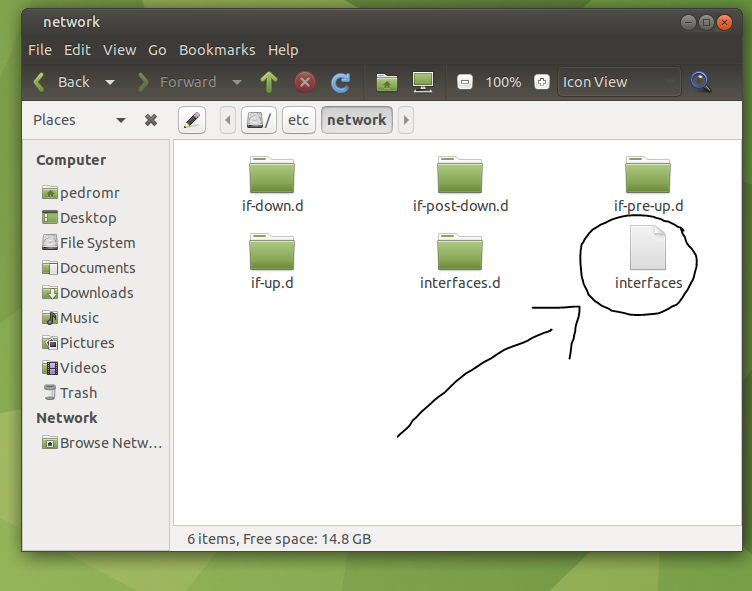 network
File Edit View Go Bookmarks Help
Back Forward 100% Icon View
Places / etc network
Computer
pedromr
Desktop
File System
Documents
Downloads
Music
Pictures
Videos
Trash
Network
Browse Netw...
if-down.d if-post-down.d if-pre-up.d
if-up.d interfaces.d interfaces
6 items, Free space: 14.8 GB